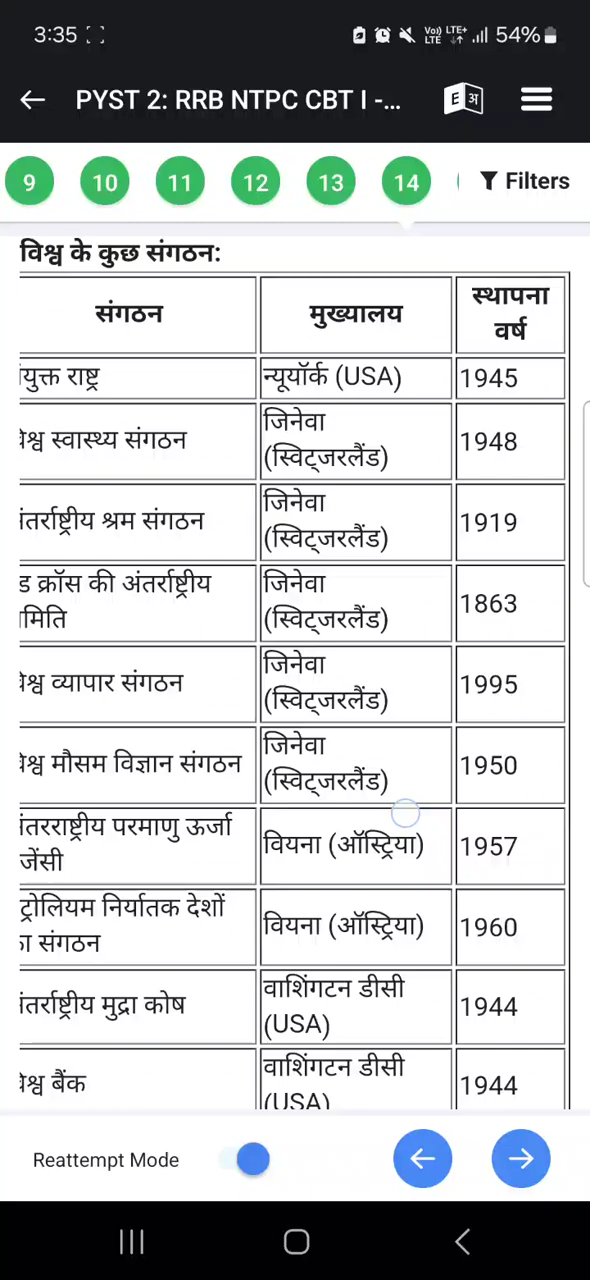 3:35
Vo)) LTE+
LTE
54%
PYST 2: RRB NTPC CBT I -...
E अ
9 10 11 12 13 14 Filters
विश्व के कुछ संगठन:
संगठन मुख्यालय स्थापना
वर्ष
युक्त राष्ट्र न्यूयॉर्क (USA) 1945
जिनेवा
श्व स्वास्थ्य संगठन (स्विट्जरलैंड) 1948
जिनेवा
तर्राष्ट्रीय श्रम संगठन (स्विट्जरलैंड) 1919
ड क्रॉस की अंतर्राष्ट्रीय जिनेवा
मिति (स्विट्जरलैंड) 1863
जिनेवा
श्व व्यापार संगठन (स्विट्जरलैंड) 1995
जिनेवा
श्व मौसम विज्ञान संगठन (स्विट्जरलैंड) 1950
तरराष्ट्रीय परमाणु ऊर्जा
जेंसी वियना (ऑस्ट्रिया) 1957
ट्रोलियम निर्यातक देशों
ा संगठन वियना (ऑस्ट्रिया) 1960
वाशिंगटन डीसी
तर्राष्ट्रीय मुद्रा कोष (USA) 1944
वाशिंगटन डीसी
श्व बैंक (USA) 1944
Reattempt Mode